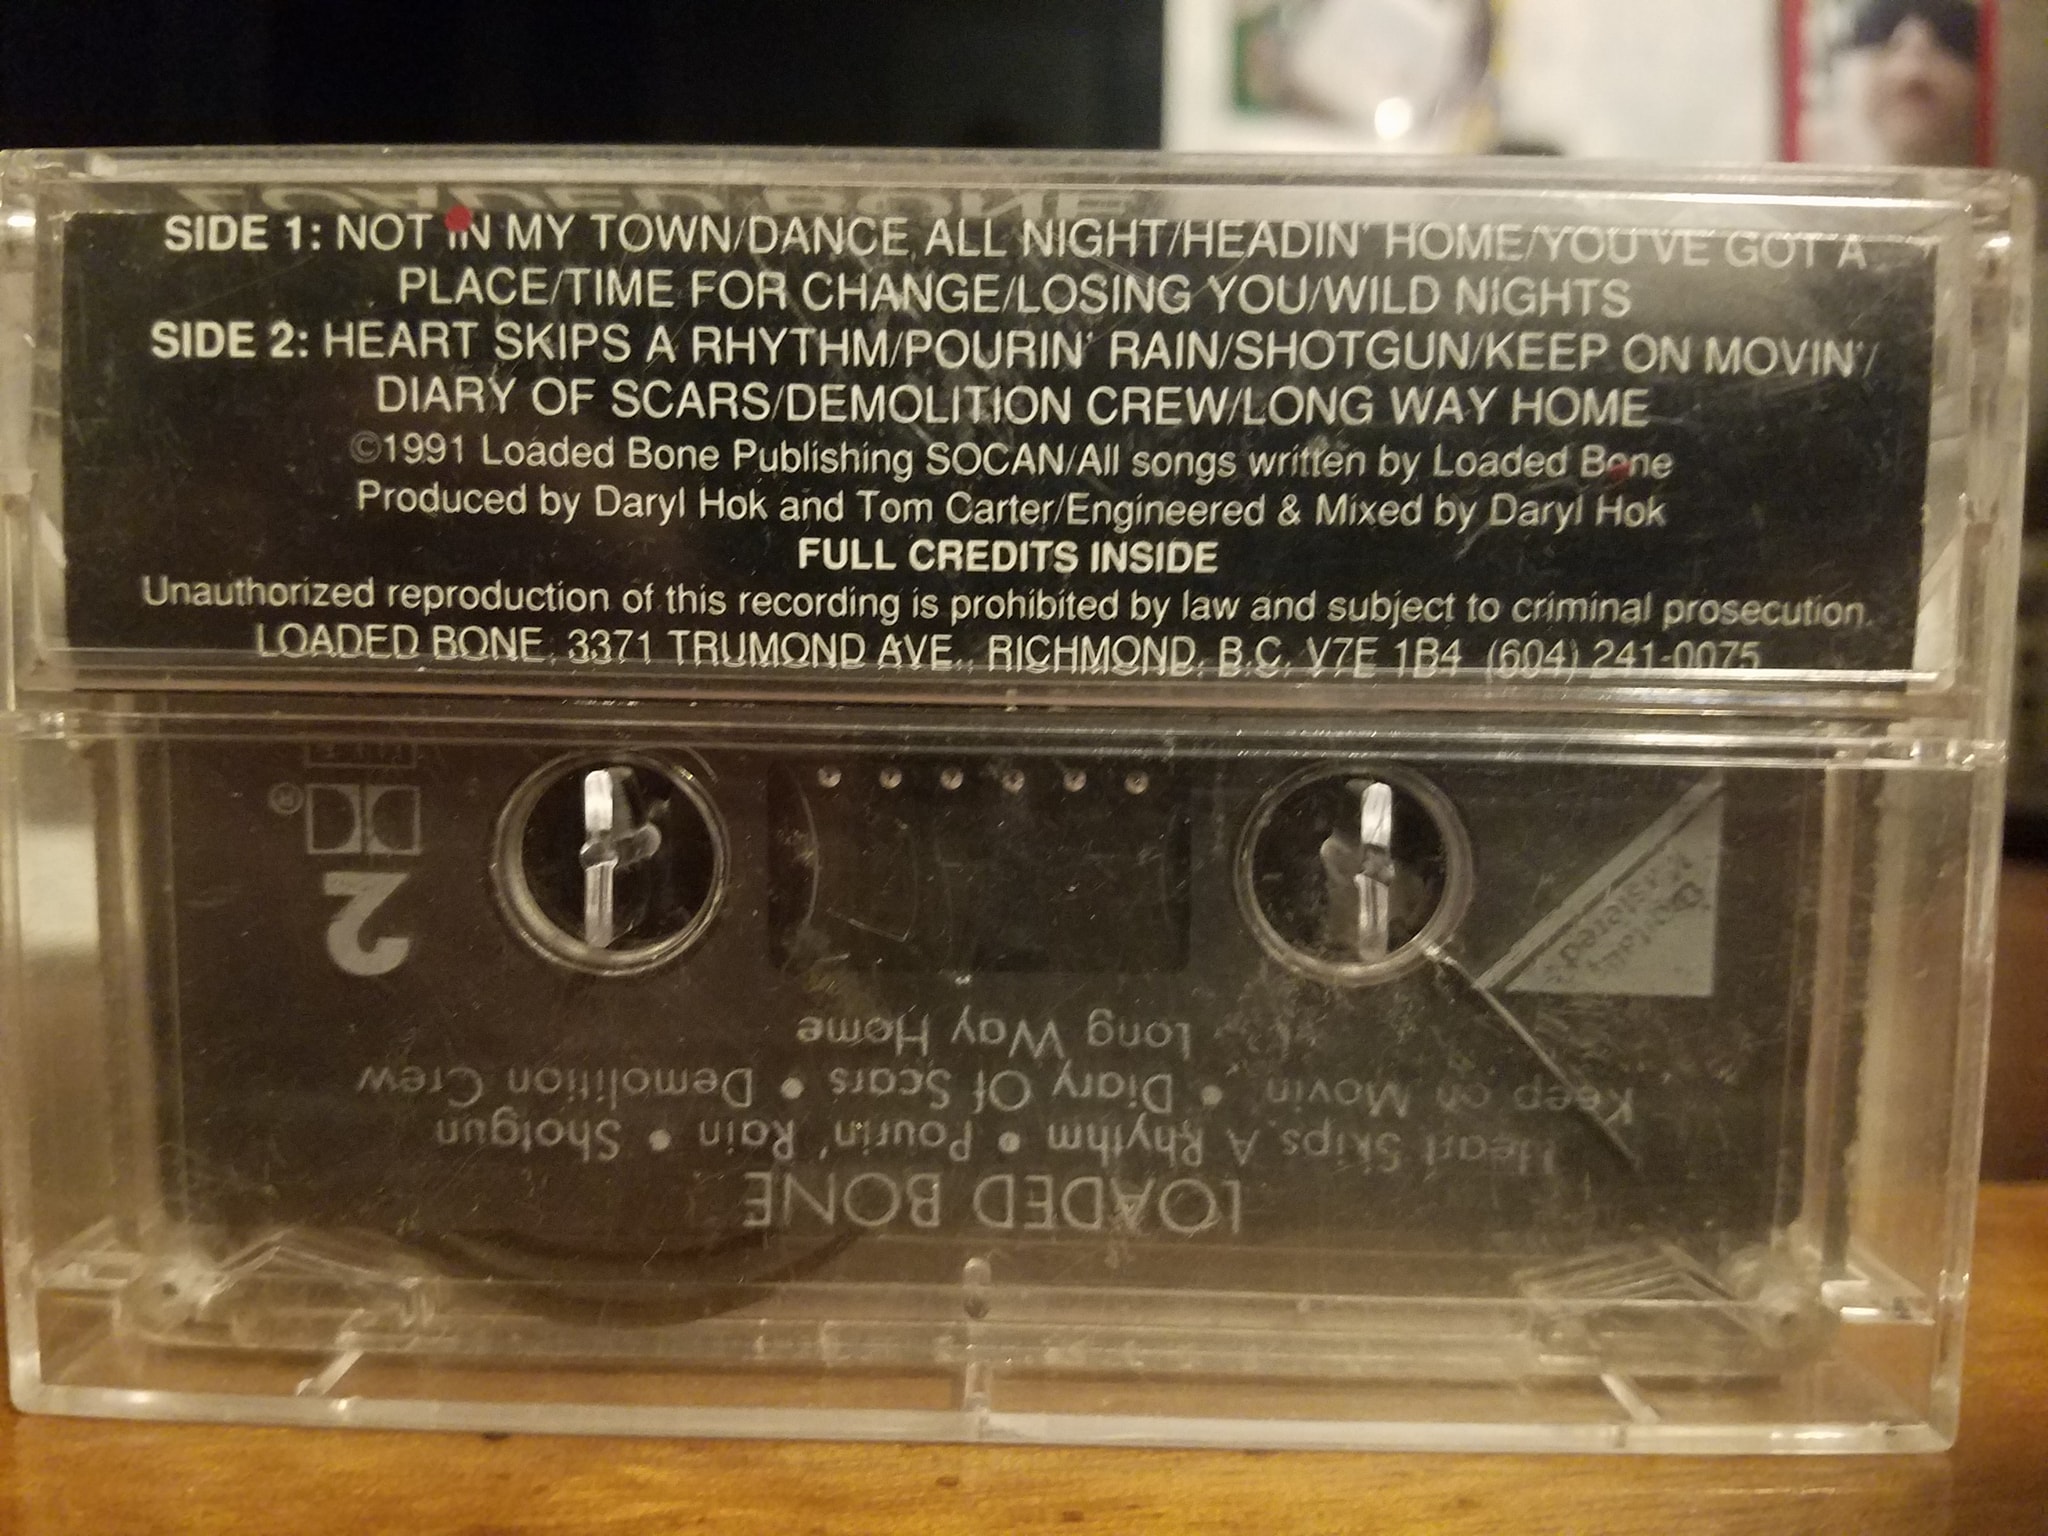 SIDE 1: NOT IN MY TOWN/DANCE ALL NIGHT/HEADIN' HOME/YOU'VE GOT A
PLACE/TIME FOR CHANGE/LOSING YOU/WILD NIGHTS
SIDE 2: HEART SKIPS A RHYTHM/POURIN' RAIN/SHOTGUN/KEEP ON MOVIN'/
DIARY OF SCARS/DEMOLITION CREW/LONG WAY HOME
©1991 Loaded Bone Publishing SOCAN/All songs written by Loaded Bone
Produced by Daryl Hok and Tom Carter/Engineered & Mixed by Daryl Hok
FULL CREDITS INSIDE
Unauthorized reproduction of this recording is prohibited by law and subject to criminal prosecution.
LOADED BONE, 3371 TRUMOND AVE., RICHMOND, B.C. V7E 1B4 (604) 241-0075
LOADED BONE
Heart Skips A Rhythm • Pourin' Rain • Shotgun
Keep on Movin • Diary Of Scars • Demolition Crew
Long Way Home
2
®
Digitally
Mastered